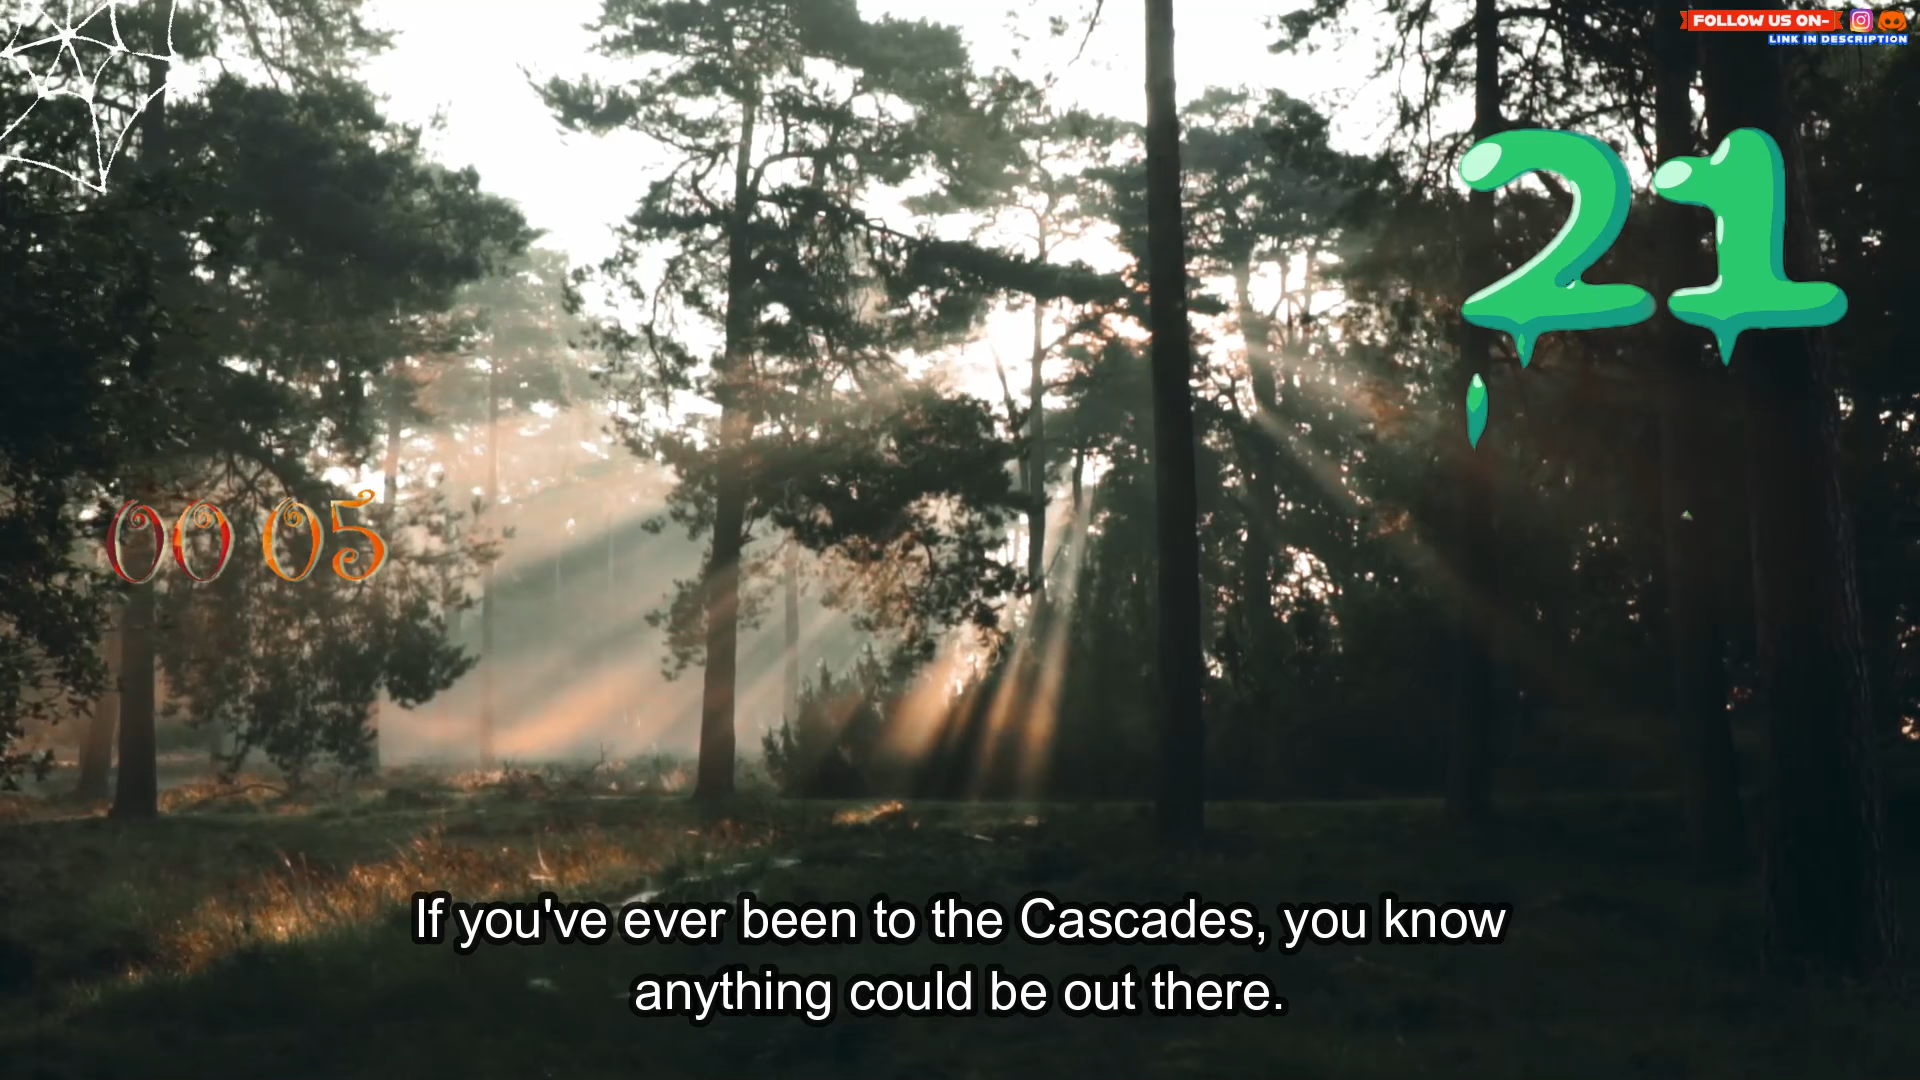 FOLLOW US ON-
LINK IN DESCRIPTION
21
00 05
If you've ever been to the Cascades, you know
anything could be out there.